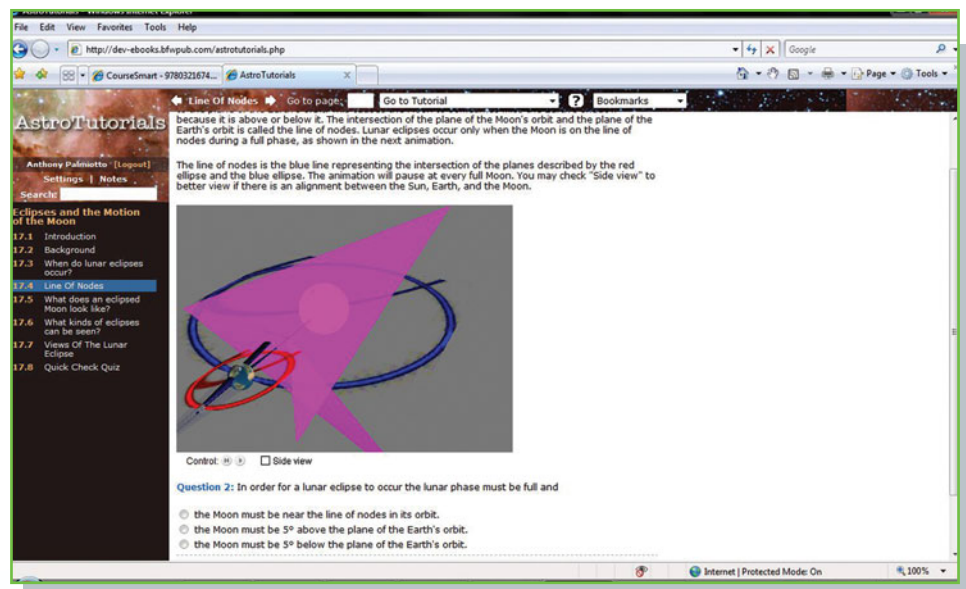 File Edit View Favorites Tools Help
http://dev-ebooks.bfwpub.com/astrotutorials.php
Google
CourseSmart - 9780321674...
AstroTutorials
Page
Tools
Line Of Nodes
Go to page:
Go to Tutorial
Bookmarks
AstroTutorials
Anthony Palmiotto [Logout]
Settings | Notes
Search:
Eclipses and the Motion
of the Moon
17.1 Introduction
17.2 Background
17.3 When do lunar eclipses
occur?
17.4 Line Of Nodes
17.5 What does an eclipsed
Moon look like?
17.6 What kinds of eclipses
can be seen?
17.7 Views Of The Lunar
Eclipse
17.8 Quick Check Quiz
because it is above or below it. The intersection of the plane of the Moon's orbit and the plane of the
Earth's orbit is called the line of nodes. Lunar eclipses occur only when the Moon is on the line of
nodes during a full phase, as shown in the next animation.
The line of nodes is the blue line representing the intersection of the planes described by the red
ellipse and the blue ellipse. The animation will pause at every full Moon. You may check "Side view" to
better view if there is an alignment between the Sun, Earth, and the Moon.
Control:
Side view
Question 2: In order for a lunar eclipse to occur the lunar phase must be full and
the Moon must be near the line of nodes in its orbit.
the Moon must be 5° above the plane of the Earth's orbit.
the Moon must be 5° below the plane of the Earth's orbit.
Internet | Protected Mode: On
100%